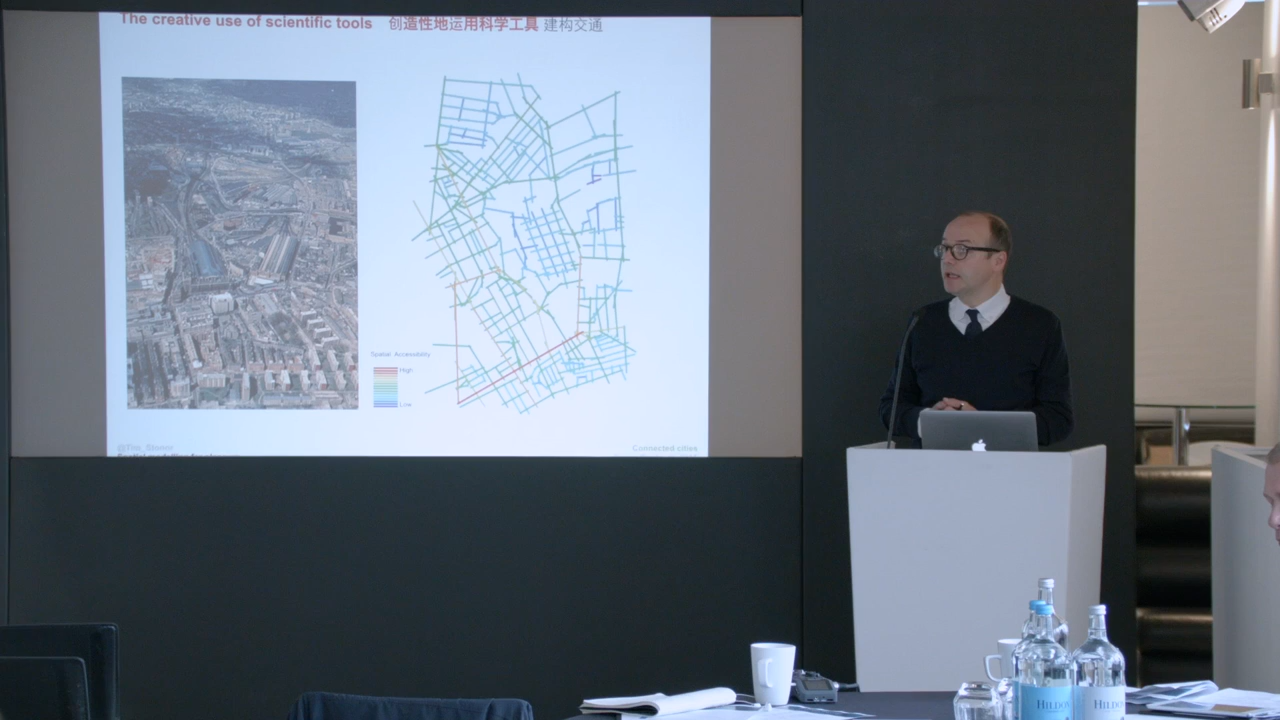 The creative use of scientific tools 创造性地运用科学工具 建构交通
Spatial Accessibility
High
Low
@Tim_Stonor
Connected cities
HILDON
HILDON